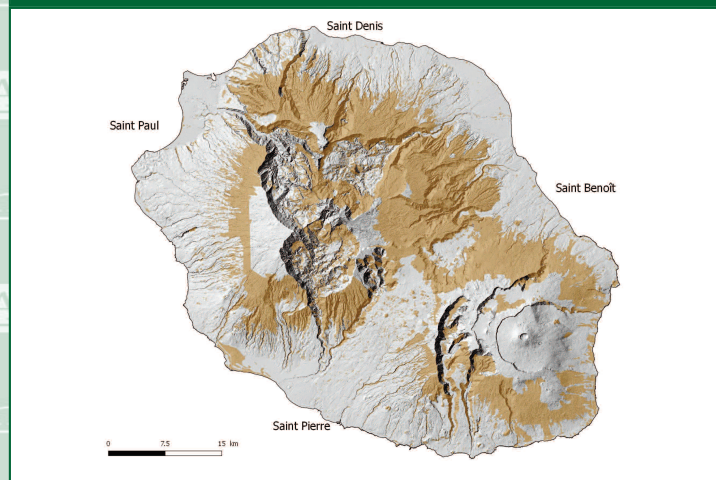 Saint Denis
Saint Paul
Saint Benoît
Saint Pierre
0 7.5 15 km